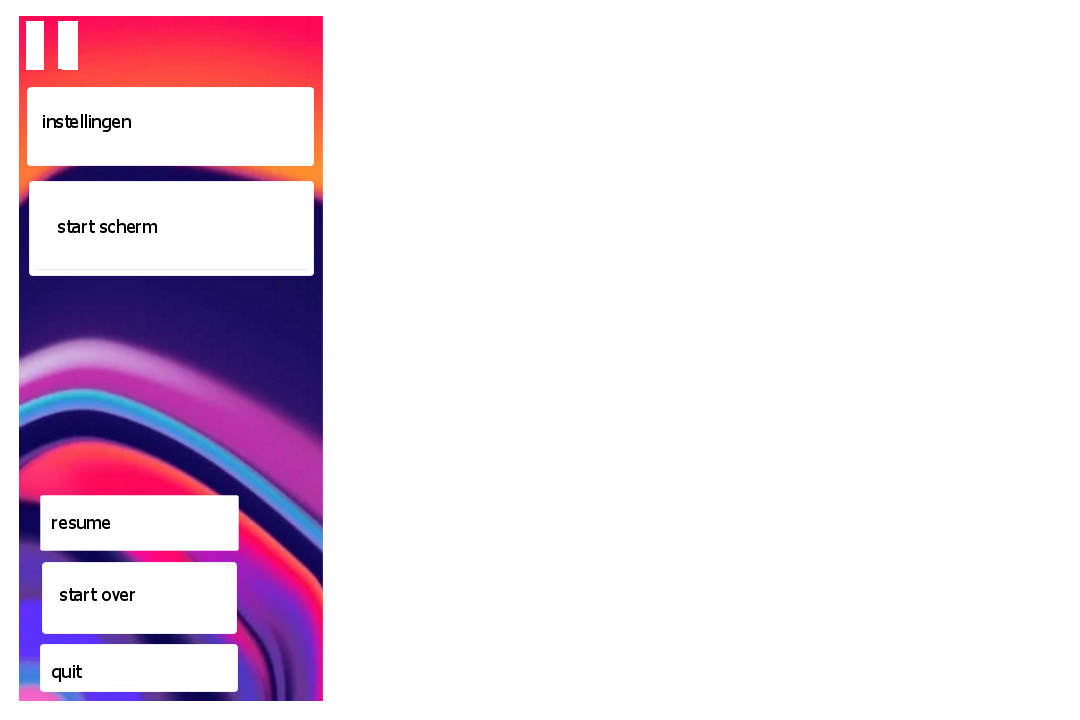 instellingen
start scherm
resume
start over
quit